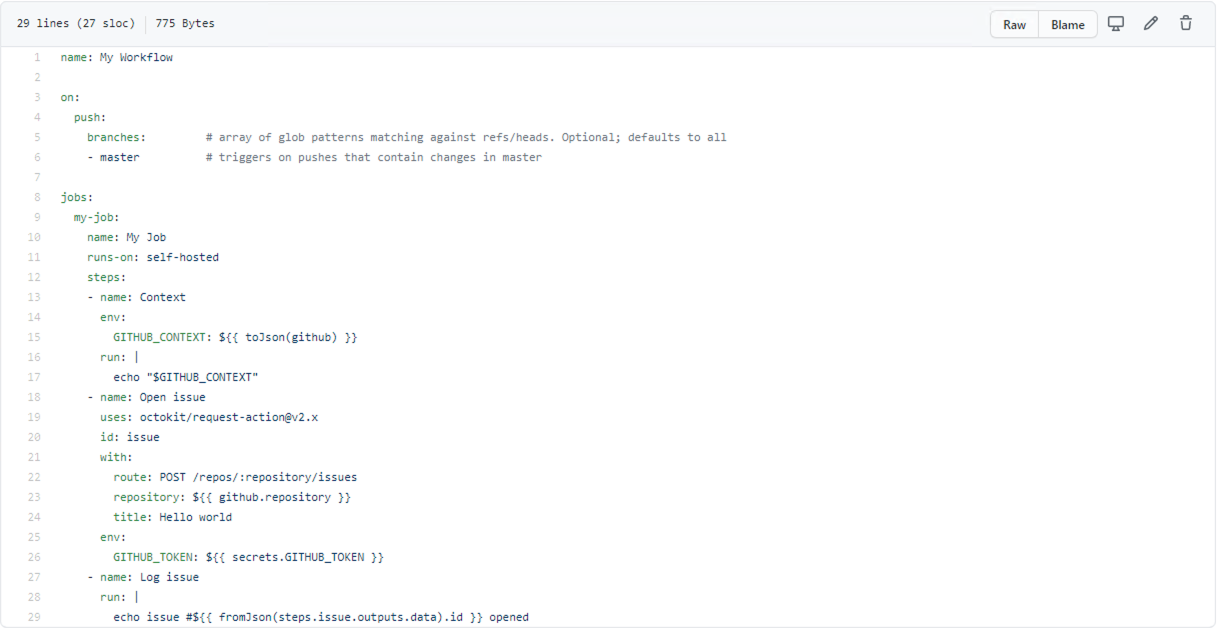 29 lines (27 sloc) 775 Bytes Raw Blame
1 name: My Workflow
2
3 on:
4   push:
5     branches:         # array of glob patterns matching against refs/heads. Optional; defaults to all
6     - master          # triggers on pushes that contain changes in master
7
8 jobs:
9   my-job:
10     name: My Job
11     runs-on: self-hosted
12     steps:
13     - name: Context
14       env:
15         GITHUB_CONTEXT: ${{ toJson(github) }}
16       run: |
17         echo "$GITHUB_CONTEXT"
18     - name: Open issue
19       uses: octokit/request-action@v2.x
20       id: issue
21       with:
22         route: POST /repos/:repository/issues
23         repository: ${{ github.repository }}
24         title: Hello world
25       env:
26         GITHUB_TOKEN: ${{ secrets.GITHUB_TOKEN }}
27     - name: Log issue
28       run: |
29         echo issue #${{ fromJson(steps.issue.outputs.data).id }} opened